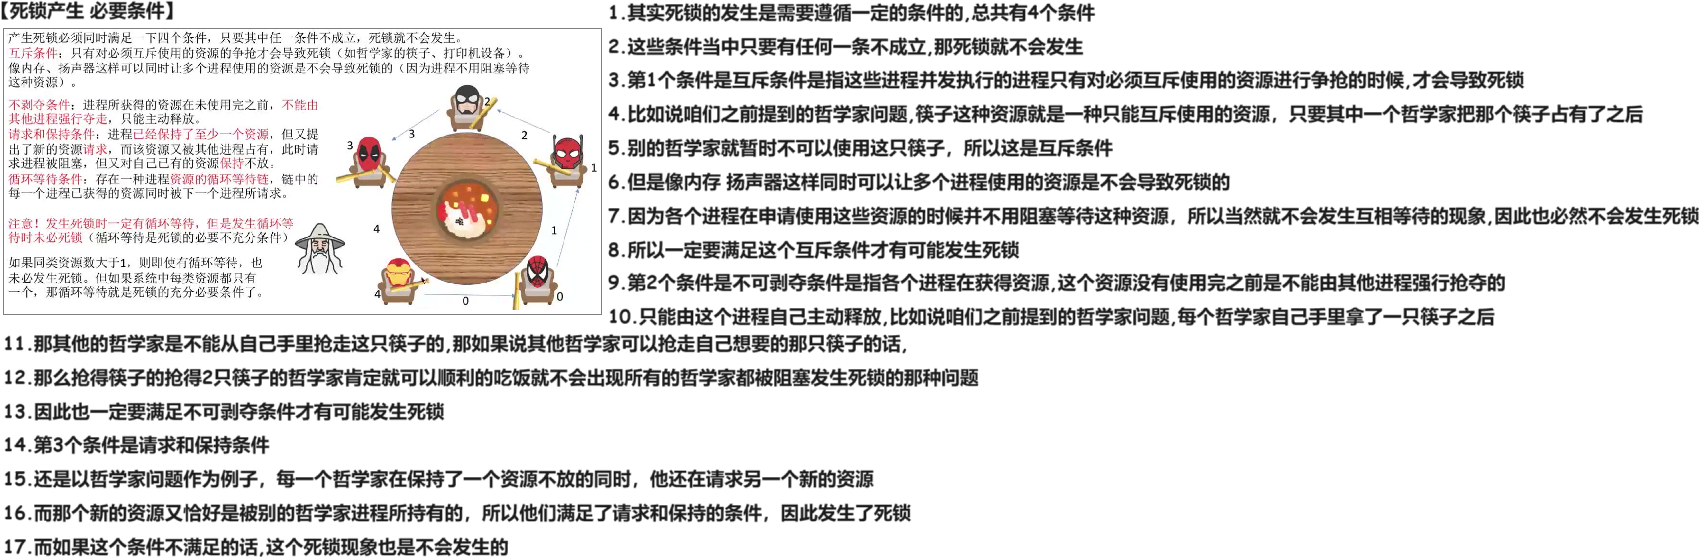 【死锁产生 必要条件】
产生死锁必须同时满足一下四个条件，只要其中任一条件不成立，死锁就不会发生。
互斥条件：只有对必须互斥使用的资源的争抢才会导致死锁（如哲学家的筷子、打印机设备）。
像内存、扬声器这样可以同时让多个进程使用的资源是不会导致死锁的（因为进程不用阻塞等待
这种资源）。
不剥夺条件：进程所获得的资源在未使用完之前，不能由
其他进程强行夺走，只能主动释放。
请求和保持条件：进程已经保持了至少一个资源，但又提
出了新的资源请求，而该资源又被其他进程占有，此时请
求进程被阻塞，但又对自己已有的资源保持不放。
循环等待条件：存在一种进程资源的循环等待链，链中的
每一个进程已获得的资源同时被下一个进程所请求。
注意！发生死锁时一定有循环等待，但是发生循环等
待时未必死锁（循环等待是死锁的必要不充分条件）
如果同类资源数大于1，则即使有循环等待，也
未必发生死锁。但如果系统中每类资源都只有
一个，那循环等待就是死锁的充分必要条件了。
2
3
2
3
1
4
1
4
0
0
1.其实死锁的发生是需要遵循一定的条件的,总共有4个条件
2.这些条件当中只要有任何一条不成立,那死锁就不会发生
3.第1个条件是互斥条件是指这些进程并发执行的进程只有对必须互斥使用的资源进行争抢的时候,才会导致死锁
4.比如说咱们之前提到的哲学家问题,筷子这种资源就是一种只能互斥使用的资源，只要其中一个哲学家把那个筷子占有了之后
5.别的哲学家就暂时不可以使用这只筷子，所以这是互斥条件
6.但是像内存 扬声器这样同时可以让多个进程使用的资源是不会导致死锁的
7.因为各个进程在申请使用这些资源的时候并不用阻塞等待这种资源，所以当然就不会发生互相等待的现象,因此也必然不会发生死锁
8.所以一定要满足这个互斥条件才有可能发生死锁
9.第2个条件是不可剥夺条件是指各个进程在获得资源,这个资源没有使用完之前是不能由其他进程强行抢夺的
10.只能由这个进程自己主动释放,比如说咱们之前提到的哲学家问题,每个哲学家自己手里拿了一只筷子之后
11.那其他的哲学家是不能从自己手里抢走这只筷子的,那如果说其他哲学家可以抢走自己想要的那只筷子的话,
12.那么抢得筷子的抢得2只筷子的哲学家肯定就可以顺利的吃饭就不会出现所有的哲学家都被阻塞发生死锁的那种问题
13.因此也一定要满足不可剥夺条件才有可能发生死锁
14.第3个条件是请求和保持条件
15.还是以哲学家问题作为例子，每一个哲学家在保持了一个资源不放的同时，他还在请求另一个新的资源
16.而那个新的资源又恰好是被别的哲学家进程所持有的，所以他们满足了请求和保持的条件，因此发生了死锁
17.而如果这个条件不满足的话,这个死锁现象也是不会发生的